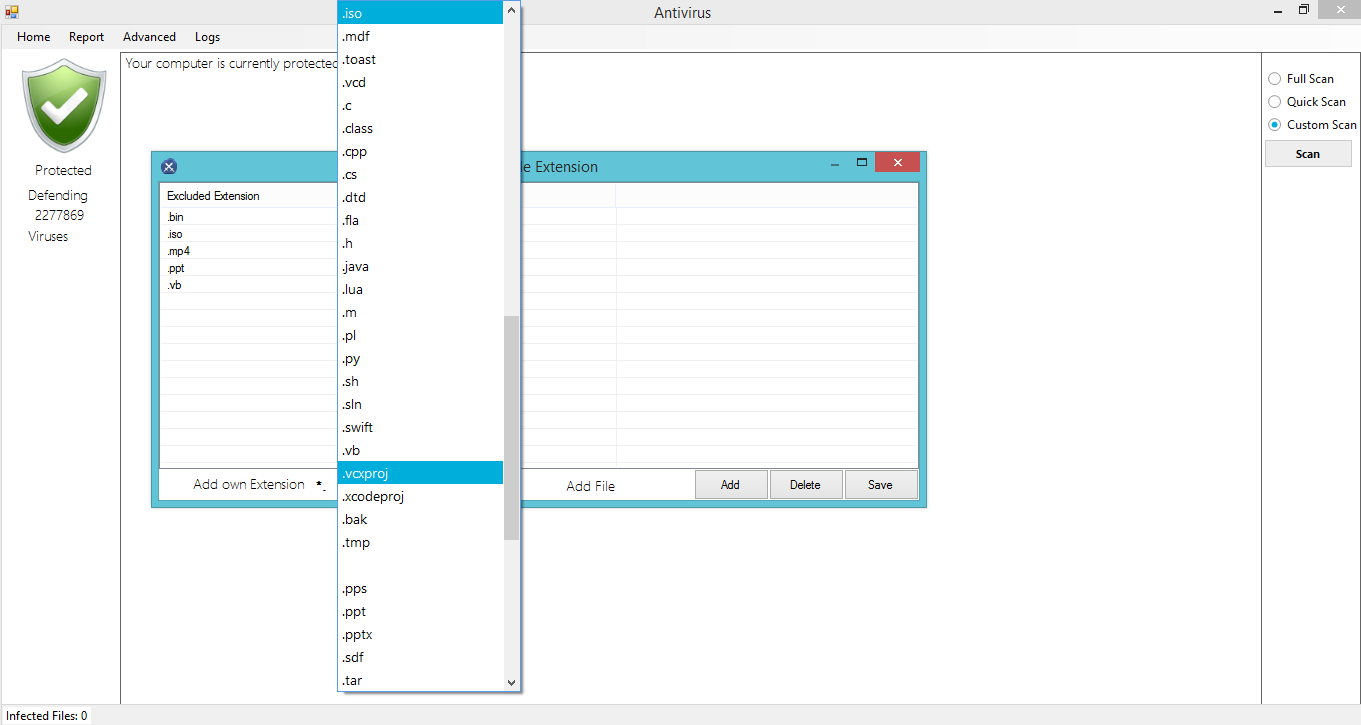 Antivirus
Home Report Advanced Logs
Your computer is currently protected
Protected
Defending
2277869
Viruses
Full Scan
Quick Scan
Custom Scan
Scan
Extension
Excluded Extension
.bin
.iso
.mp4
.ppt
.vb
Add own Extension *.
Add File
Add Delete Save
.iso
.mdf
.toast
.vcd
.c
.class
.cpp
.cs
.dtd
.fla
.h
.java
.lua
.m
.pl
.py
.sh
.sln
.swift
.vb
.vcxproj
.xcodeproj
.bak
.tmp
.pps
.ppt
.pptx
.sdf
.tar
Infected Files: 0